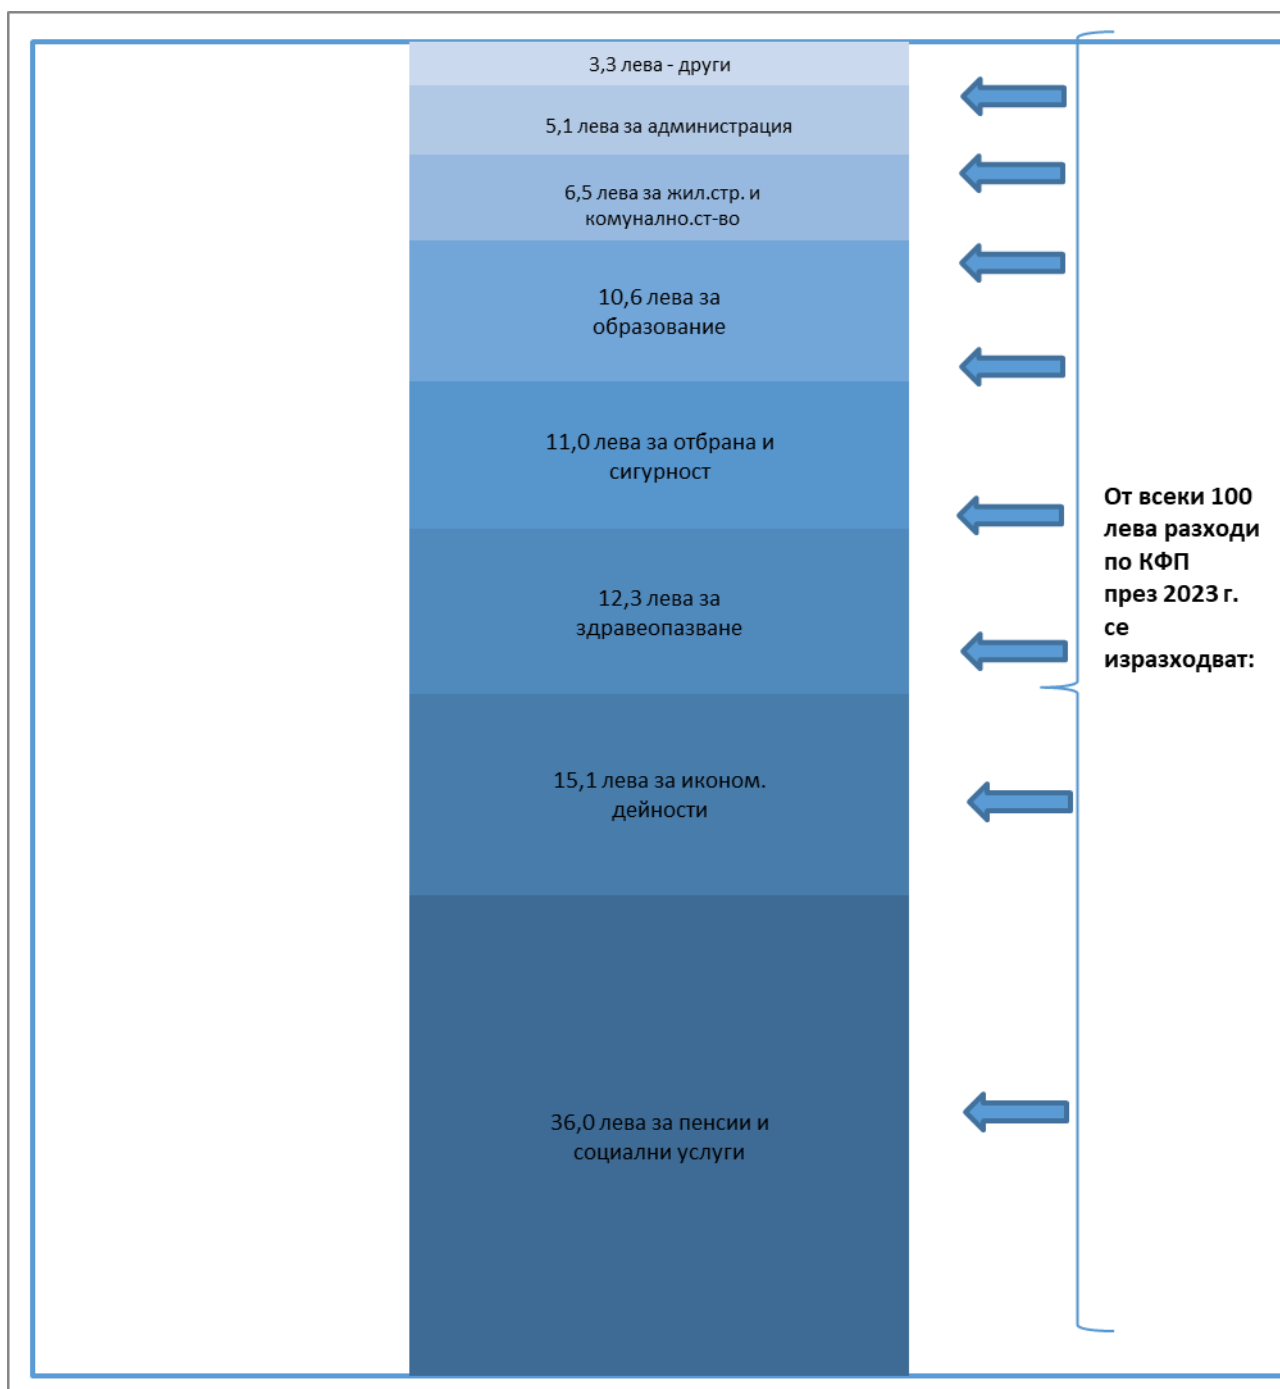 3,3 лева - други
5,1 лева за администрация
6,5 лева за жил.стр. и
комунално.ст-во
10,6 лева за
образование
11,0 лева за отбрана и
сигурност
12,3 лева за
здравеопазване
15,1 лева за иконом.
дейности
36,0 лева за пенсии и
социални услуги
От всеки 100
лева разходи
по КФП
през 2023 г.
се
изразходват: